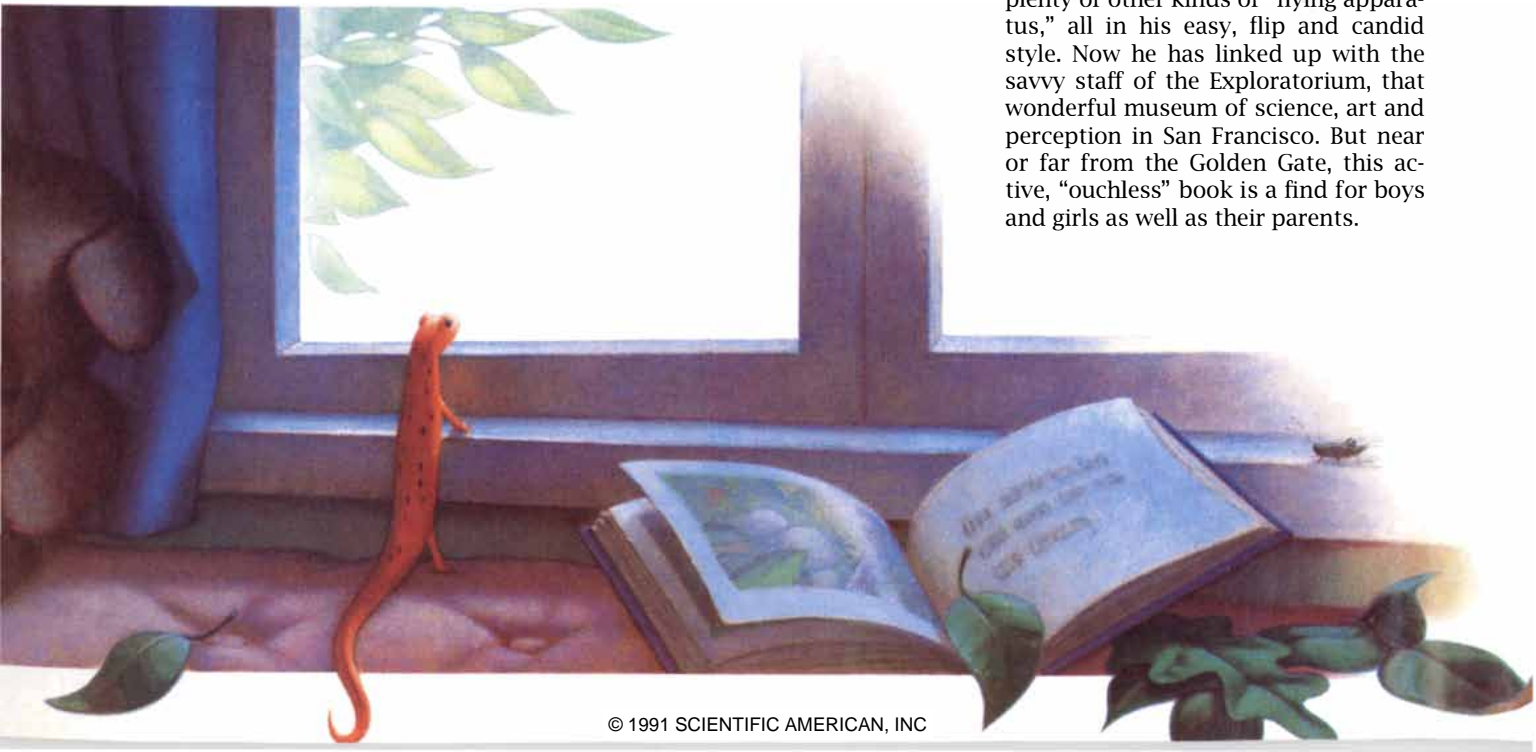 plenty of other kinds of “flying appara-
tus,” all in his easy, flip and candid
style. Now he has linked up with the
savvy staff of the Exploratorium, that
wonderful museum of science, art and
perception in San Francisco. But near
or far from the Golden Gate, this ac-
tive, “ouchless” book is a find for boys
and girls as well as their parents.
© 1991 SCIENTIFIC AMERICAN, INC